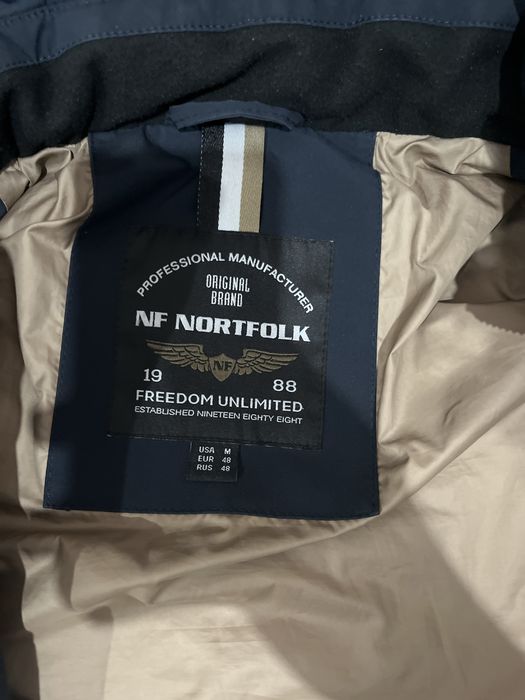 PROFESSIONAL MANUFACTURER
ORIGINAL
BRAND
NF NORTFOLK
NF
19 88
FREEDOM UNLIMITED
ESTABLISHED NINETEEN EIGHTY EIGHT
USA M
EUR 48
RUS 48